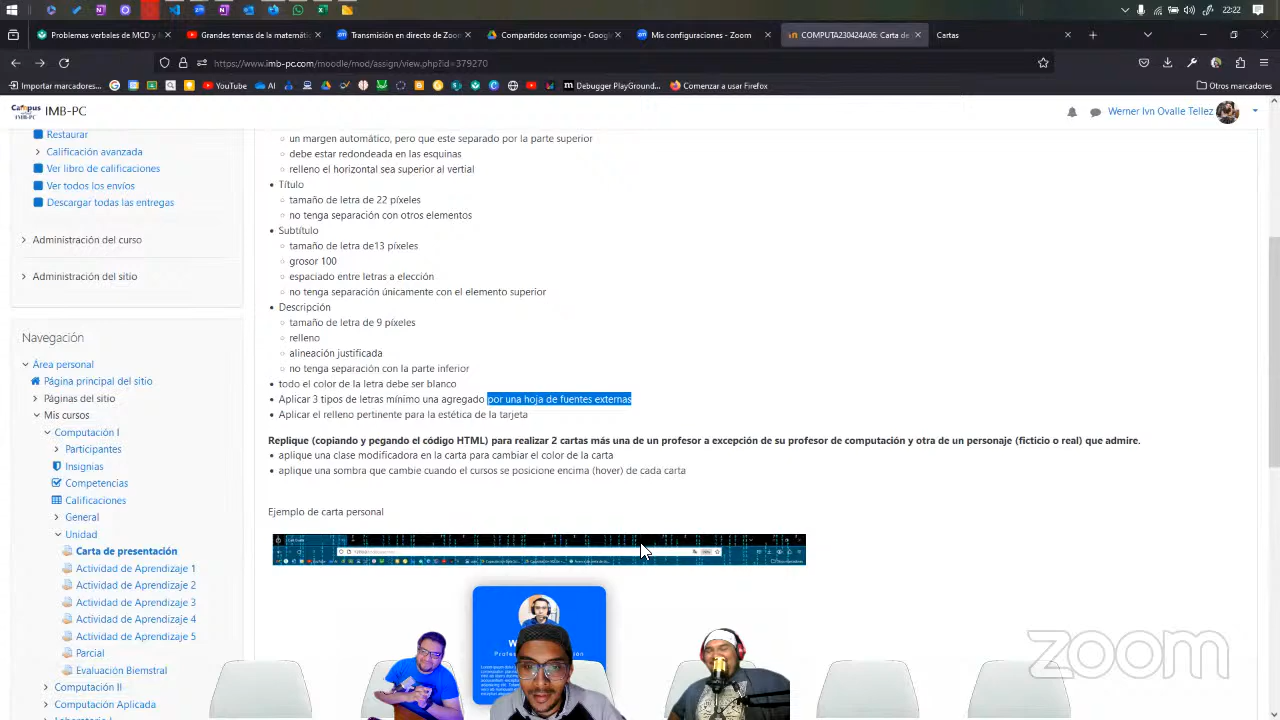 22:22
Problemas verbales de MCD y M
Grandes temas de la matemátic
Transmisión en directo de Zoo
Compartidos conmigo - Googl
Mis configuraciones - Zoom
COMPUTA230424A06: Carta de
Cartas
https://www.imb-pc.com/moodle/mod/assign/view.php?id=379270
Importar marcadores...
YouTube
AI
Debugger PlayGroun...
Comenzar a usar Firefox
Otros marcadores
Campus
IMB-PC
IMB-PC
Werner Ivn Ovalle Tellez
Restaurar
Calificación avanzada
Ver libro de calificaciones
Ver todos los envíos
Descargar todas las entregas
Administración del curso
Administración del sitio
Navegación
Área personal
Página principal del sitio
Páginas del sitio
Mis cursos
Computación I
Participantes
Insignias
Competencias
Calificaciones
General
Unidad
Carta de presentación
Actividad de Aprendizaje 1
Actividad de Aprendizaje 2
Actividad de Aprendizaje 3
Actividad de Aprendizaje 4
Actividad de Aprendizaje 5
Parcial
Evaluación Biemstral
Computación II
Computación Aplicada
un margen automático, pero que este separado por la parte superior
debe estar redondeada en las esquinas
relleno el horizontal sea superior al vertial
Título
tamaño de letra de 22 píxeles
no tenga separación con otros elementos
Subtítulo
tamaño de letra de13 píxeles
grosor 100
espaciado entre letras a elección
no tenga separación únicamente con el elemento superior
Descripción
tamaño de letra de 9 píxeles
relleno
alineación justificada
no tenga separación con la parte inferior
todo el color de la letra debe ser blanco
Aplicar 3 tipos de letras mínimo una agregado por una hoja de fuentes externas
Aplicar el relleno pertinente para la estética de la tarjeta
Replique (copiando y pegando el código HTML) para realizar 2 cartas más una de un profesor a excepción de su profesor de computación y otra de un personaje (ficticio o real) que admire.
aplique una clase modificadora en la carta para cambiar el color de la carta
aplique una sombra que cambie cuando el cursos se posicione encima (hover) de cada carta
Ejemplo de carta personal
zoom